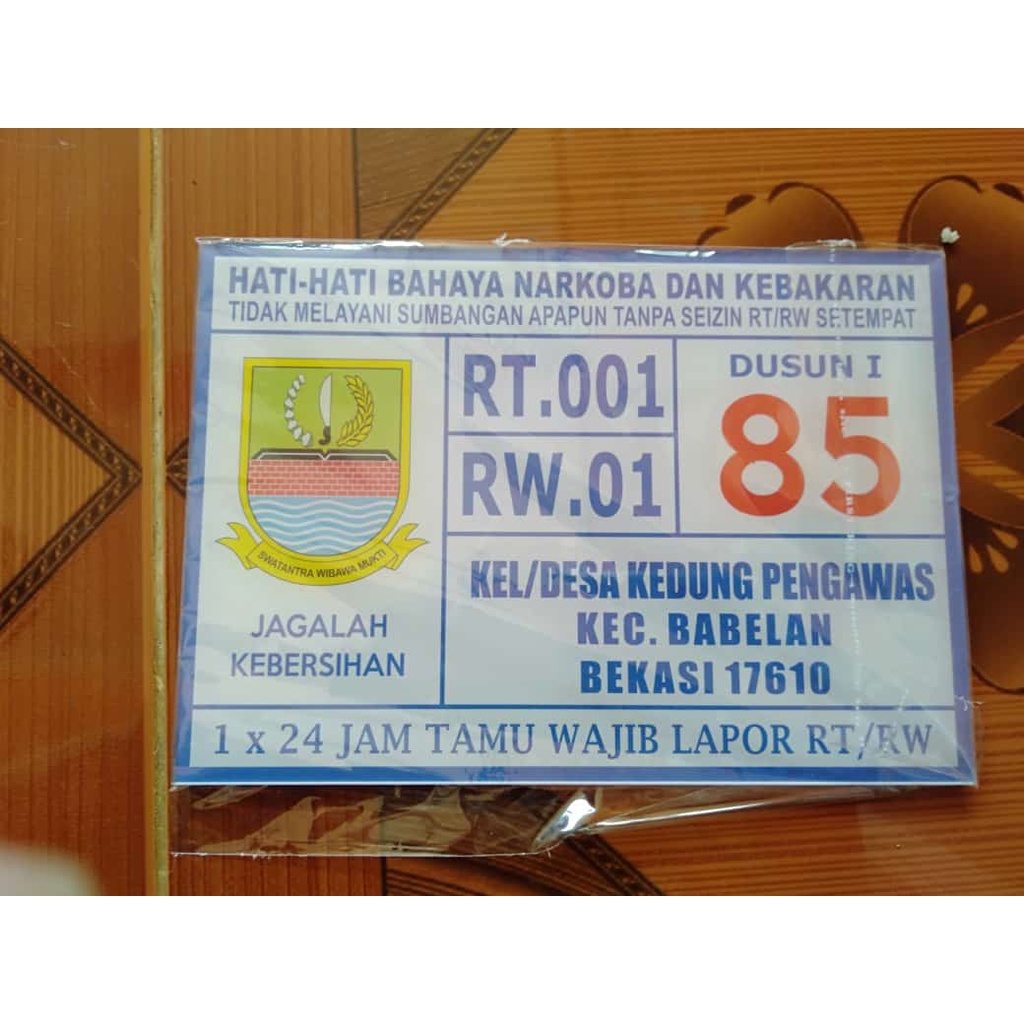 HATI-HATI BAHAYA NARKOBA DAN KEBAKARAN
TIDAK MELAYANI SUMBANGAN APAPUN TANPA SEIZIN RT/RW SETEMPAT
SWATANTRA WIBAWA MUKTI
JAGALAH
KEBERSIHAN
RT.001
RW.01
DUSUN I
85
KEL/DESA KEDUNG PENGAWAS
KEC. BABELAN
BEKASI 17610
1 x 24 JAM TAMU WAJIB LAPOR RT/RW